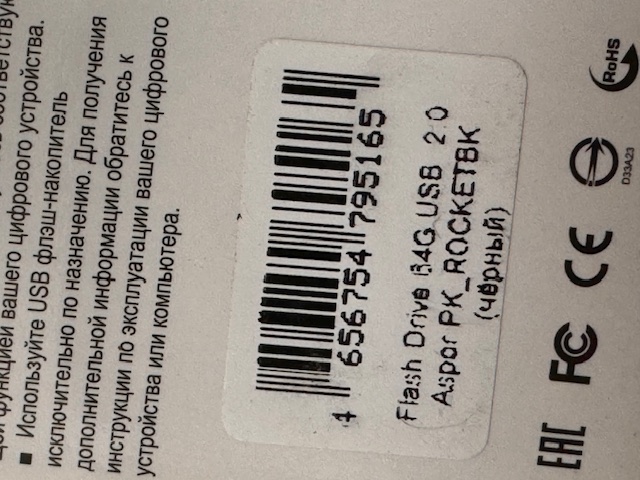 функцией вашего цифрового устройства.
■ Используйте USB флэш-накопитель
исключительно по назначению. Для получения
дополнительной информации обратитесь к
инструкции по эксплуатации вашего цифрового
устройства или компьютера.
4 656754 795165
Flash Drive 64G USB 2.0
Aspor PK_ROCKETBK
(чёрный)
EAC FC CE D33A23 RoHS